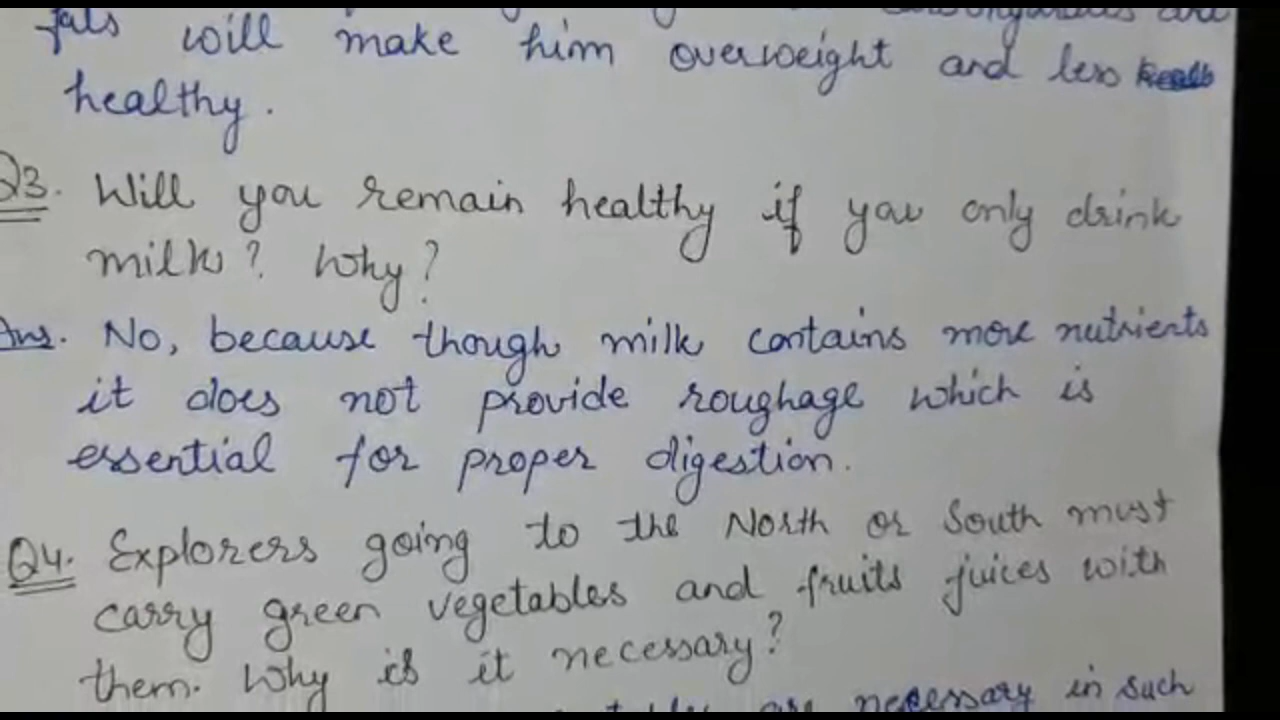 fats will make him overweight and less
healthy.
Q3. Will you remain healthy if you only drink
milk? Why?
Ans. No, because though milk contains more nutrients
it does not provide roughage which is
essential for proper digestion.
Q4. Explorers going to the North or South must
carry green vegetables and fruits juices with
them. Why is it necessary?
are necessary in such